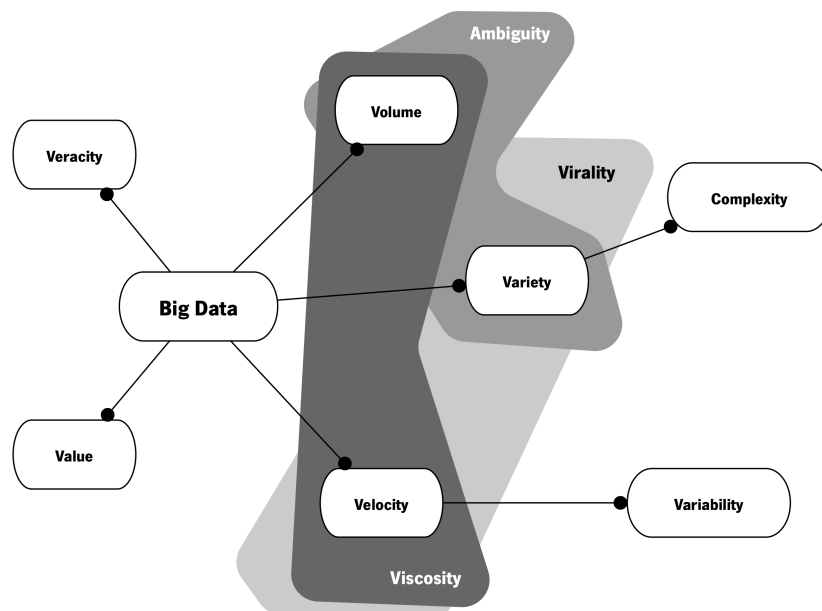 Ambiguity
Volume
Veracity
Virality
Complexity
Variety
Big Data
Value
Velocity
Variability
Viscosity